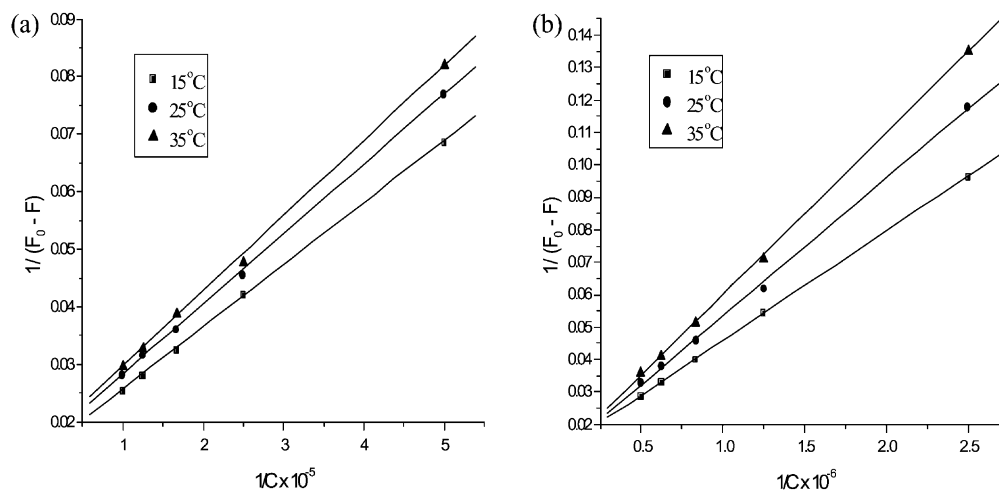 (a)
0.09
0.08
0.07
0.06
0.05
0.04
0.03
0.02
1/ (F₀ - F)
15°C
25°C
35°C
1
2
3
4
5
1/C×10⁻⁵
(b)
0.14
0.13
0.12
0.11
0.10
0.09
0.08
0.07
0.06
0.05
0.04
0.03
0.02
1/ (F₀ - F)
15°C
25°C
35°C
0.5
1.0
1.5
2.0
2.5
1/C×10⁻⁶